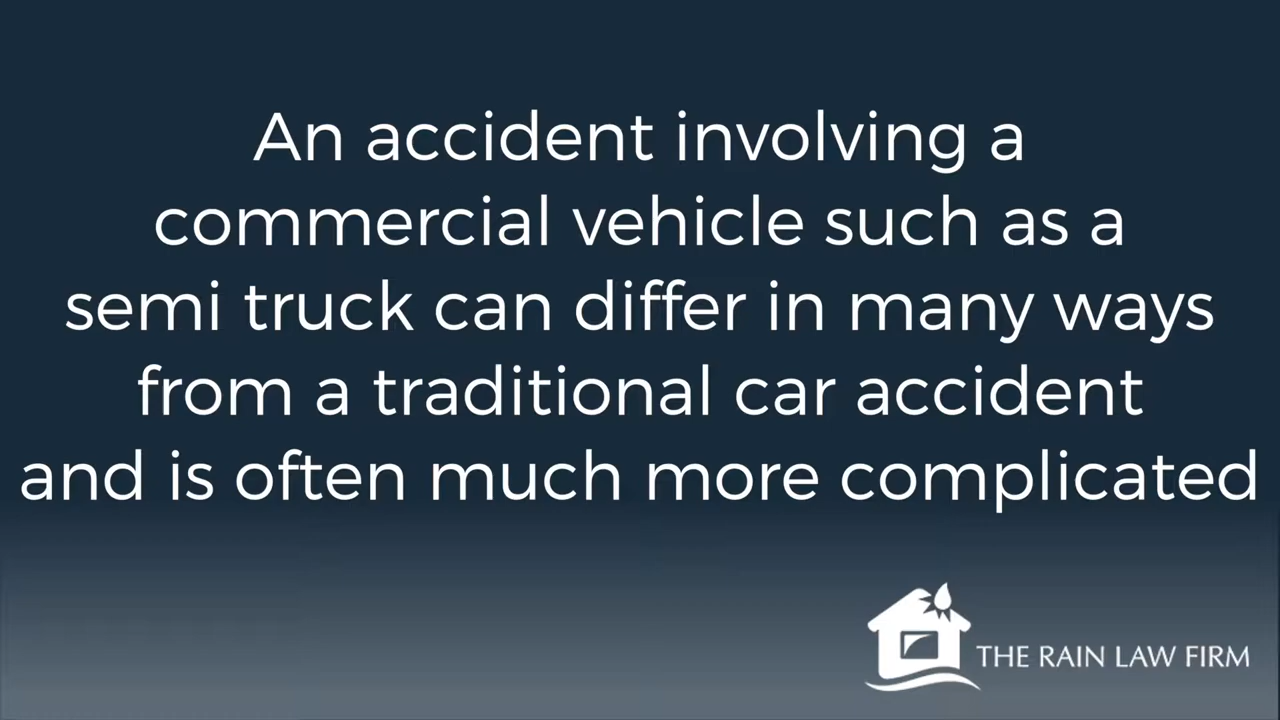 An accident involving a
commercial vehicle such as a
semi truck can differ in many ways
from a traditional car accident
and is often much more complicated
THE RAIN LAW FIRM